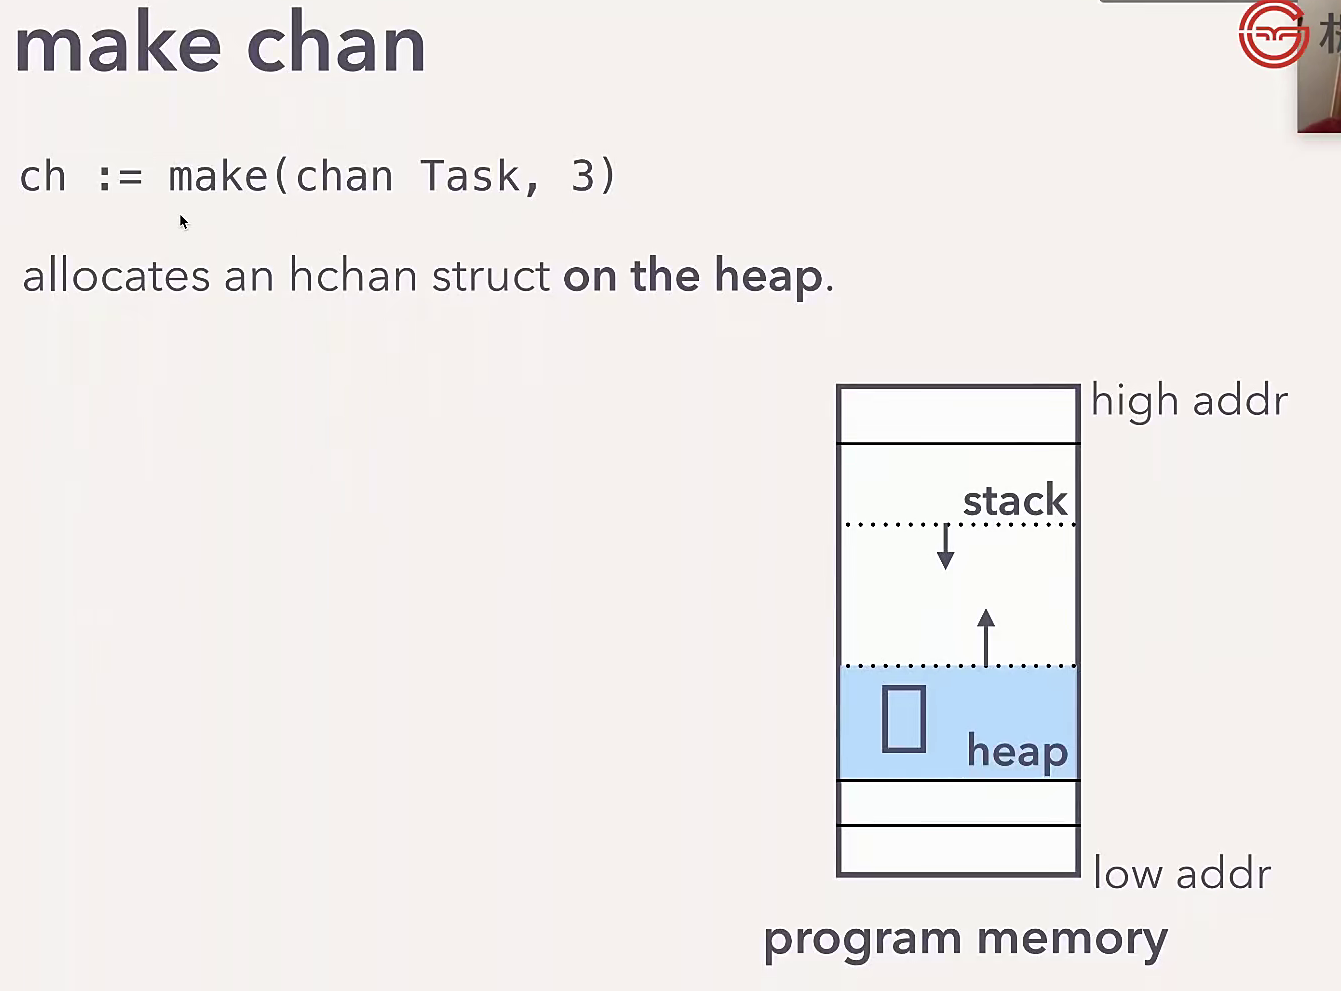 make chan
ch := make(chan Task, 3)
allocates an hchan struct on the heap.
high addr
stack
heap
low addr
program memory